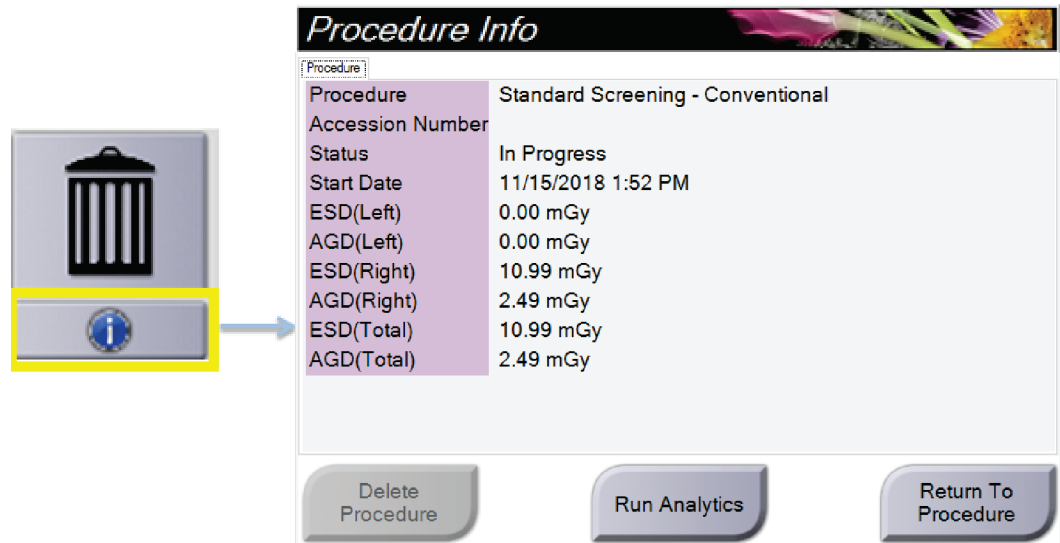 Procedure Info
Procedure
Procedure Standard Screening - Conventional
Accession Number
Status In Progress
Start Date 11/15/2018 1:52 PM
ESD(Left) 0.00 mGy
AGD(Left) 0.00 mGy
ESD(Right) 10.99 mGy
AGD(Right) 2.49 mGy
ESD(Total) 10.99 mGy
AGD(Total) 2.49 mGy
i
Delete
Procedure
Run Analytics
Return To
Procedure